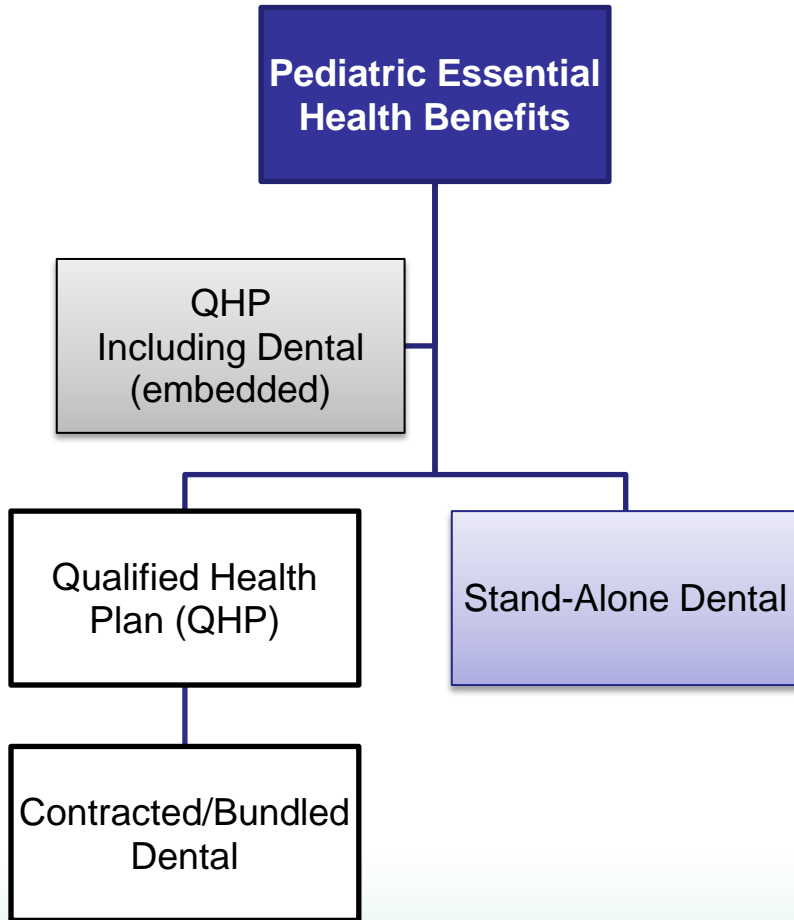 Pediatric Essential
Health Benefits
QHP
Including Dental
(embedded)
Qualified Health
Plan (QHP)
Stand-Alone Dental
Contracted/Bundled
Dental